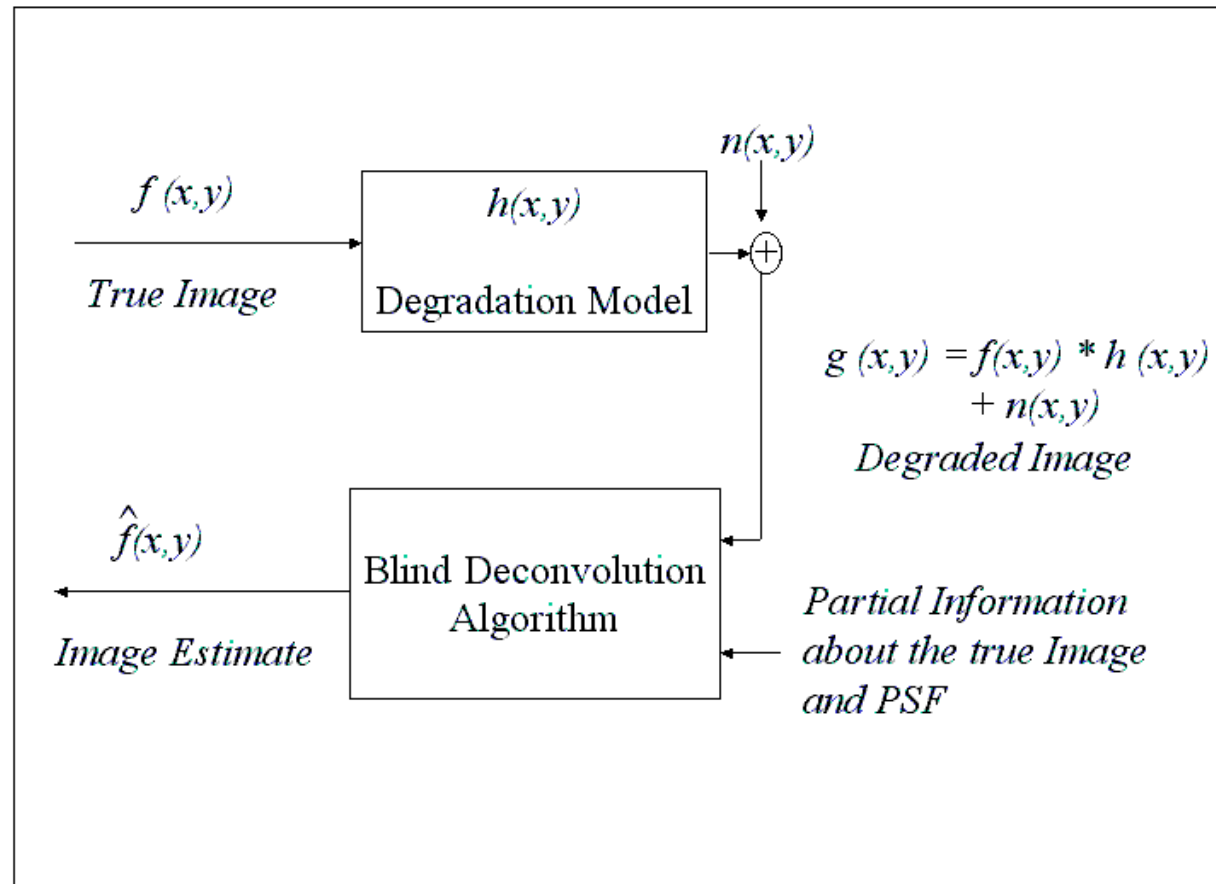 n(x,y)
f (x,y)
h(x,y)
+
True Image
Degradation Model
g (x,y) = f(x,y) * h (x,y)
+ n(x,y)
Degraded Image
^
f(x,y)
Image Estimate
Blind Deconvolution
Algorithm
Partial Information
about the true Image
and PSF